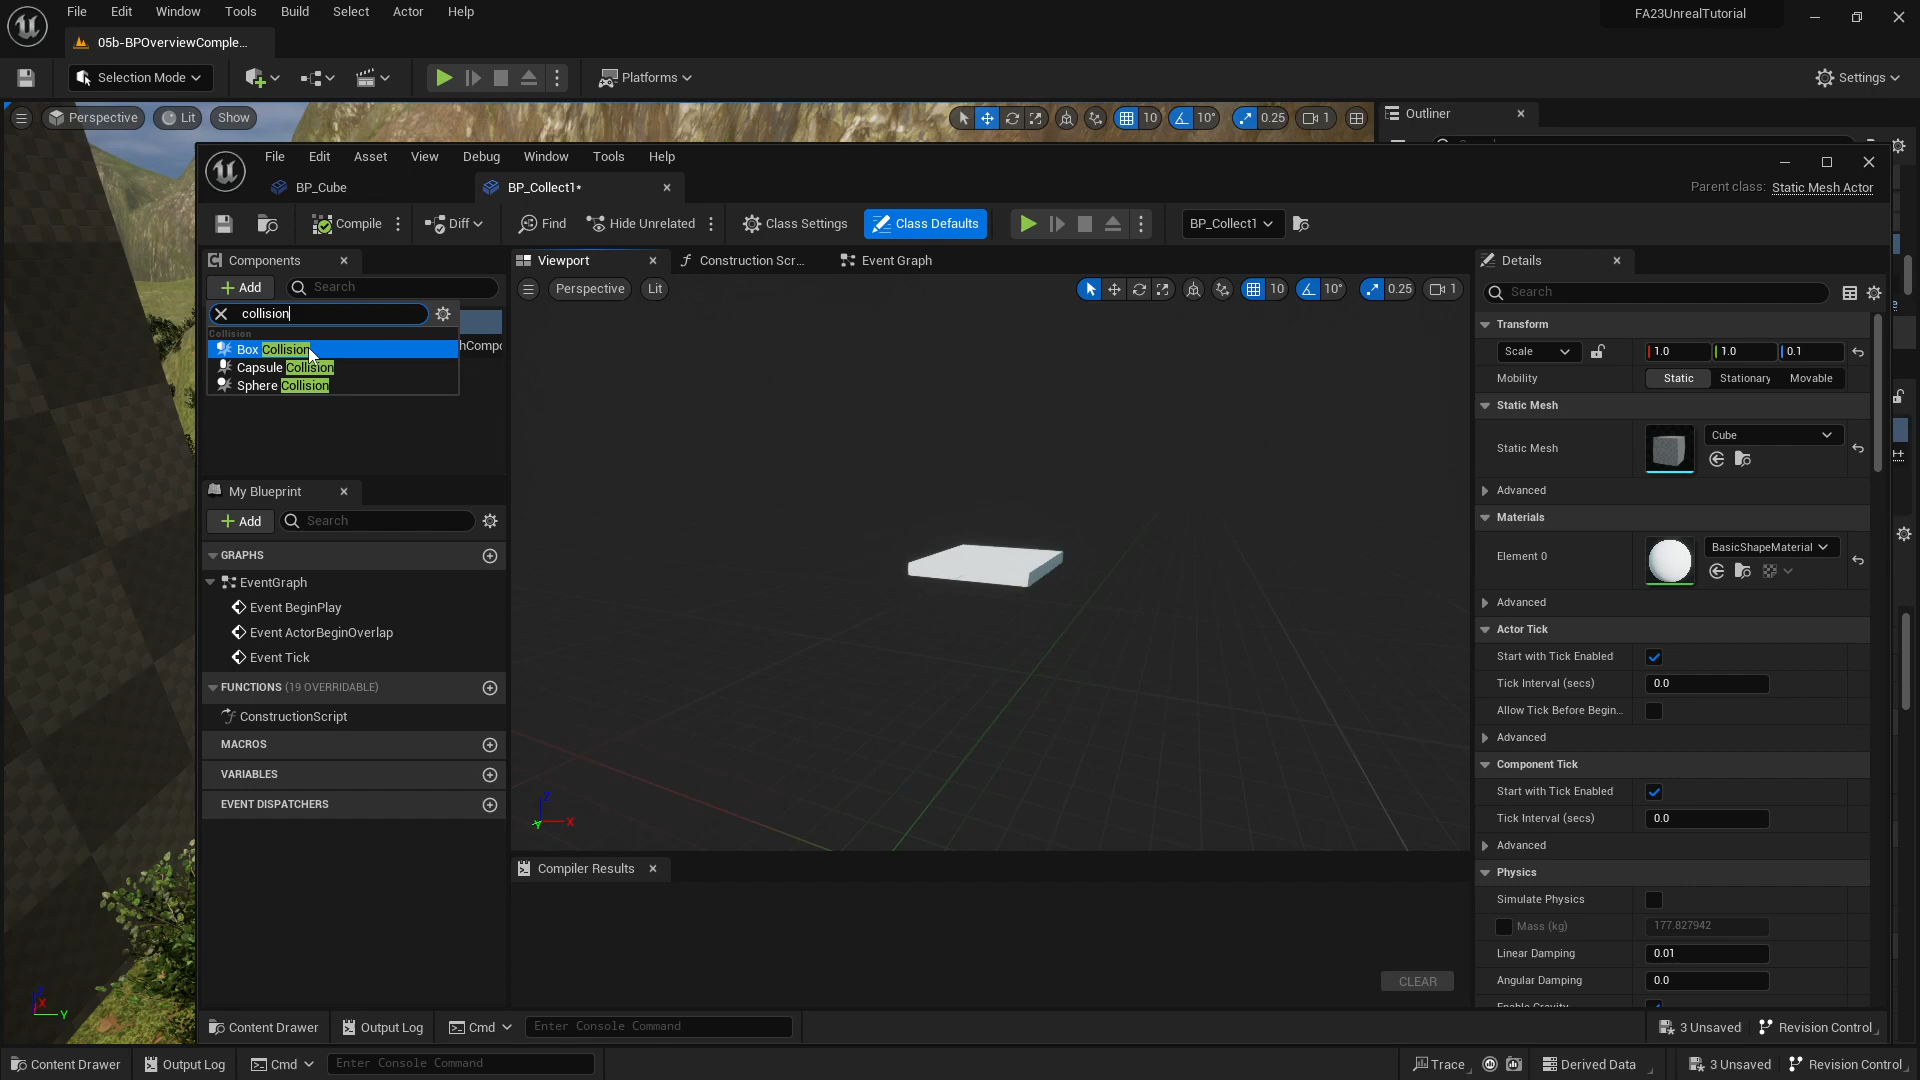 File Edit Window Tools Build Select Actor Help
FA23UnrealTutorial
05b-BPOverviewComple...
Selection Mode
Platforms
Settings
Perspective Lit Show
10 10° 0.25 1
Outliner
File Edit Asset View Debug Window Tools Help
BP_Cube
BP_Collect1*
Parent class: Static Mesh Actor
Compile Diff Find Hide Unrelated Class Settings Class Defaults BP_Collect1
Components
Viewport Construction Scr... Event Graph
Details
Add Search
Perspective Lit
10 10° 0.25 1
Search
collision
Collision
Box Collision
Capsule Collision
Sphere Collision
hCompo
Transform
Scale 1.0 1.0 0.1
Mobility Static Stationary Movable
Static Mesh
Static Mesh Cube
Advanced
Materials
Element 0 BasicShapeMaterial
Advanced
Actor Tick
Start with Tick Enabled
Tick Interval (secs) 0.0
Allow Tick Before Begin...
Advanced
Component Tick
Start with Tick Enabled
Tick Interval (secs) 0.0
Advanced
Physics
Simulate Physics
Mass (kg) 177.827942
Linear Damping 0.01
Angular Damping 0.0
Enable Gravity
My Blueprint
Add Search
GRAPHS
EventGraph
Event BeginPlay
Event ActorBeginOverlap
Event Tick
FUNCTIONS (19 OVERRIDABLE)
ConstructionScript
MACROS
VARIABLES
EVENT DISPATCHERS
Z
X
Y
Compiler Results
CLEAR
X
Y
Content Drawer Output Log Cmd Enter Console Command
3 Unsaved Revision Control
Content Drawer Output Log Cmd Enter Console Command
Trace Derived Data 3 Unsaved Revision Control